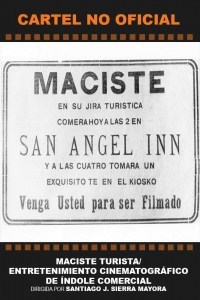 CARTEL NO OFICIAL
MACISTE
EN SU JIRA TURISTICA
COMERA HOY A LAS 2 EN
SAN ANGEL INN
Y A LAS CUATRO TOMARA UN
EXQUISITO TE EN EL KIOSKO
Venga Usted para ser Filmado
MACISTE TURISTA/
ENTRETENIMIENTO CINEMATOGRÁFICO
DE ÍNDOLE COMERCIAL
DIRIGIDA POR SANTIAGO J. SIERRA MAYORA